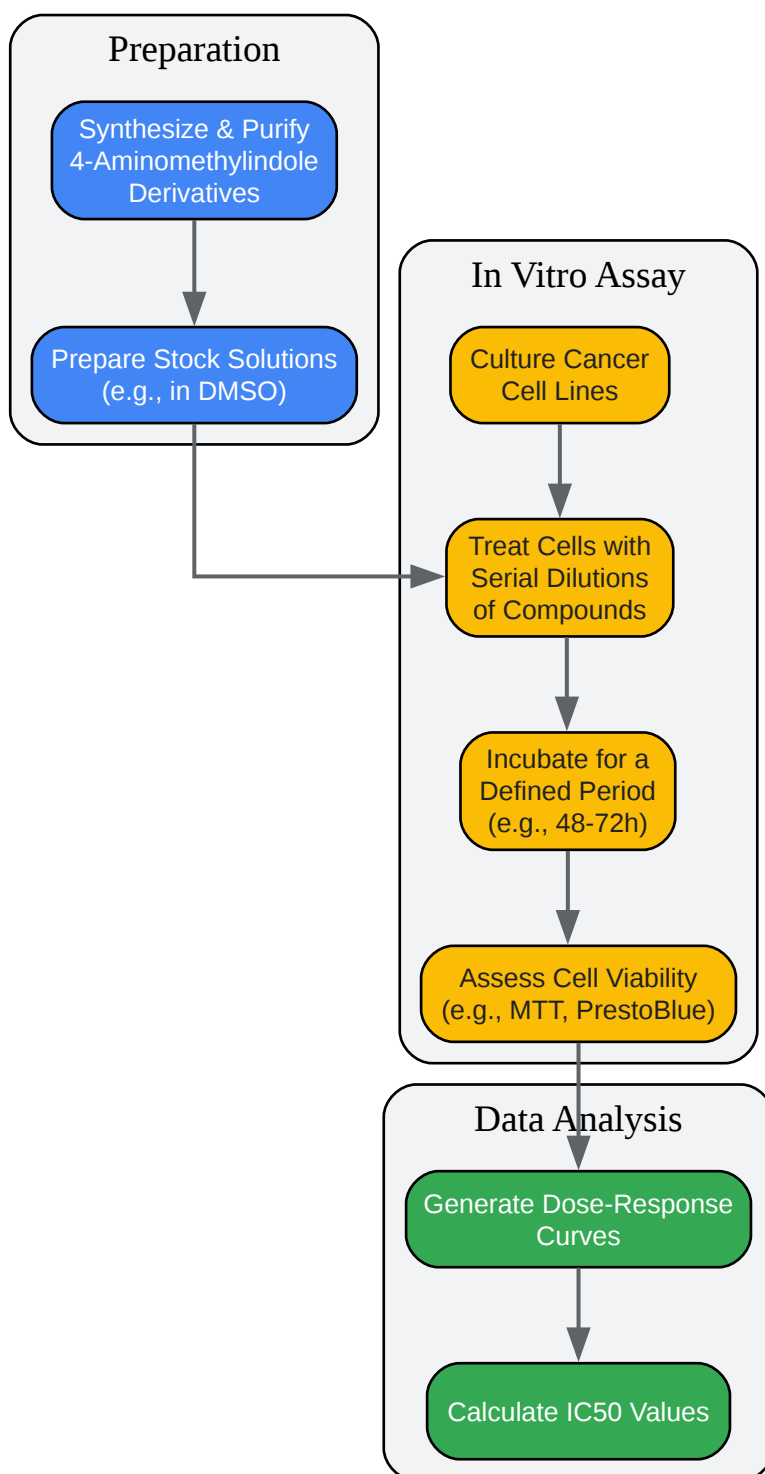 Preparation
Synthesize & Purify
4-Aminomethylindole
Derivatives
Prepare Stock Solutions
(e.g., in DMSO)
In Vitro Assay
Culture Cancer
Cell Lines
Treat Cells with
Serial Dilutions
of Compounds
Incubate for a
Defined Period
(e.g., 48-72h)
Assess Cell Viability
(e.g., MTT, PrestoBlue)
Data Analysis
Generate Dose-Response
Curves
Calculate IC50 Values